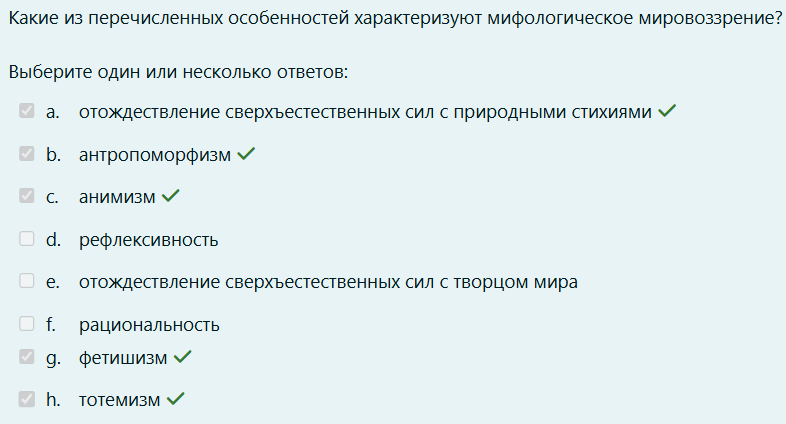 Какие из перечисленных особенностей характеризуют мифологическое мировоззрение?
Выберите один или несколько ответов:
a. отождествление сверхъестественных сил с природными стихиями
b. антропоморфизм
c. анимизм
d. рефлексивность
e. отождествление сверхъестественных сил с творцом мира
f. рациональность
g. фетишизм
h. тотемизм